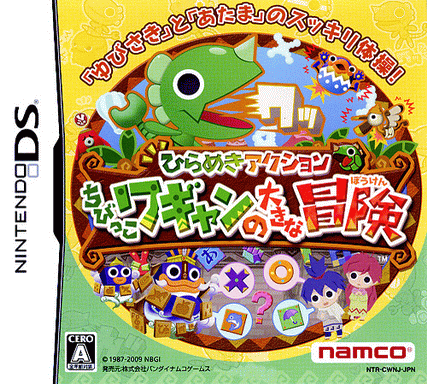 「ゆびさき」と「あたま」のスッキリ体操!
ワッ
ひらめきアクション
ちびっこワギャンの大きな冒険
ぼうけん
TM
あ
?
NINTENDO DS
CERO
A
©1987-2009 NBGI
発売元:株式会社バンダイナムコゲームス
namco
NTR-CWNJ-JPN